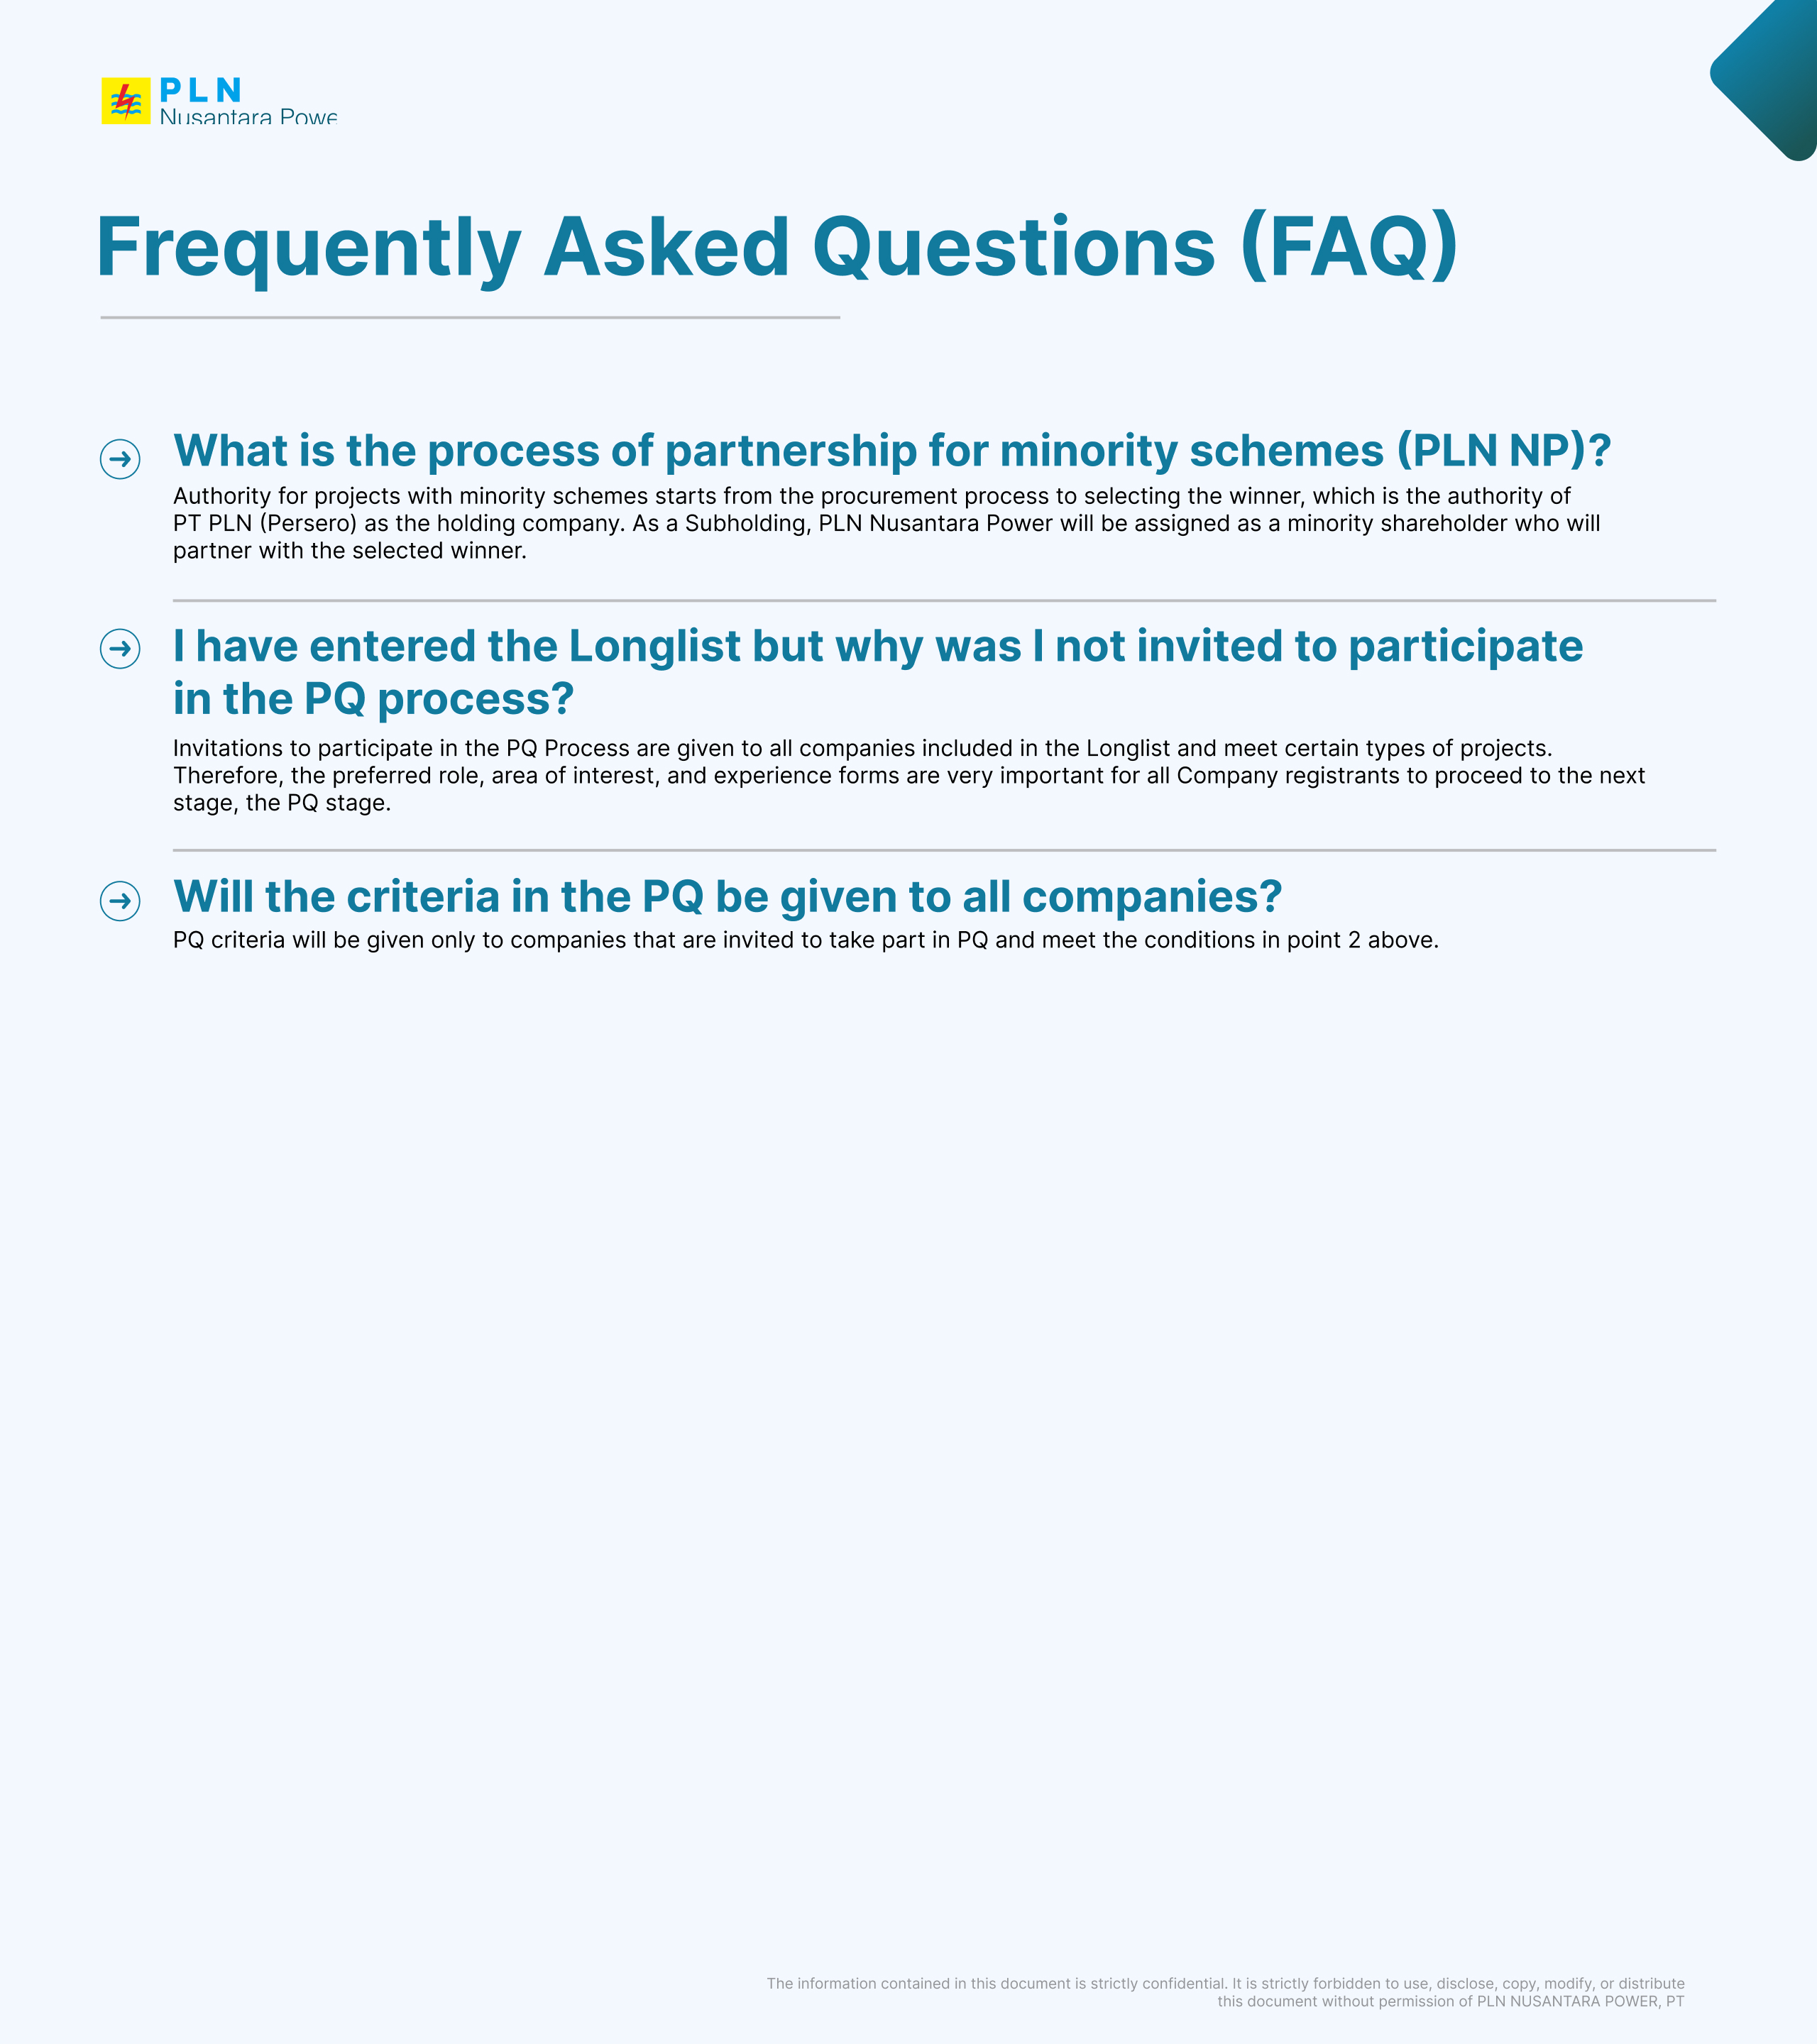 PLN
Nusantara Powe
Frequently Asked Questions (FAQ)
What is the process of partnership for minority schemes (PLN NP)?
Authority for projects with minority schemes starts from the procurement process to selecting the winner, which is the authority of
PT PLN (Persero) as the holding company. As a Subholding, PLN Nusantara Power will be assigned as a minority shareholder who will
partner with the selected winner.
I have entered the Longlist but why was I not invited to participate
in the PQ process?
Invitations to participate in the PQ Process are given to all companies included in the Longlist and meet certain types of projects.
Therefore, the preferred role, area of interest, and experience forms are very important for all Company registrants to proceed to the next
stage, the PQ stage.
Will the criteria in the PQ be given to all companies?
PQ criteria will be given only to companies that are invited to take part in PQ and meet the conditions in point 2 above.
The information contained in this document is strictly confidential. It is strictly forbidden to use, disclose, copy, modify, or distribute
this document without permission of PLN NUSANTARA POWER, PT